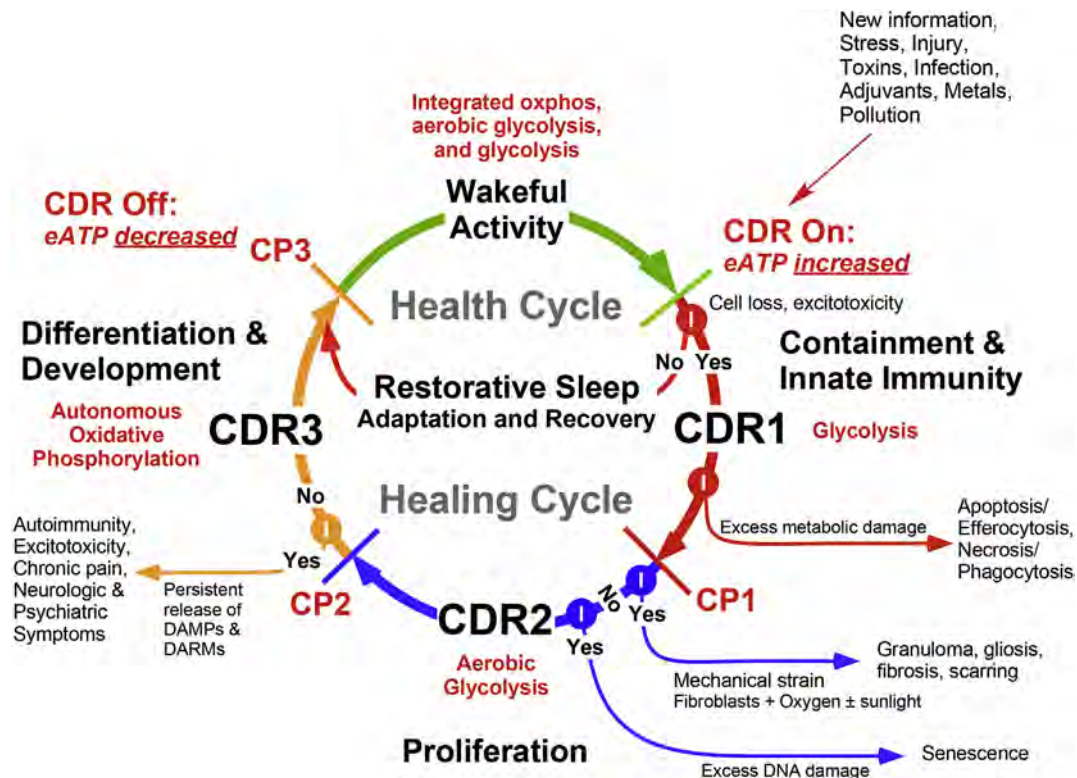 New information,
Stress, Injury,
Toxins, Infection,
Adjuvants, Metals,
Pollution
Integrated oxphos,
aerobic glycolysis,
and glycolysis
Wakeful
Activity
CDR Off:
eATP decreased
CP3
CDR On:
eATP increased
Health Cycle
Cell loss, excitotoxicity
No
Yes
Differentiation &
Development
Containment &
Innate Immunity
Restorative Sleep
Adaptation and Recovery
Autonomous
Oxidative
Phosphorylation
CDR3
CDR1
Glycolysis
No
Healing Cycle
Excess metabolic damage
Apoptosis/
Efferocytosis,
Necrosis/
Phagocytosis
Autoimmunity,
Excitotoxicity,
Chronic pain,
Neurologic &
Psychiatric
Symptoms
Yes
Persistent
release of
DAMPs &
DARMs
CP2
CP1
CDR2
No
Yes
Yes
Aerobic
Glycolysis
Mechanical strain
Fibroblasts + Oxygen ± sunlight
Granuloma, gliosis,
fibrosis, scarring
Proliferation
Excess DNA damage
Senescence